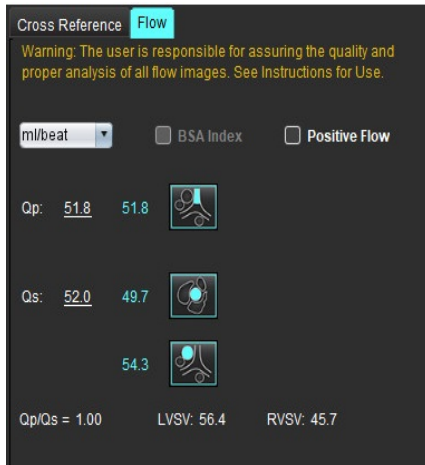 Cross Reference Flow
Warning: The user is responsible for assuring the quality and
proper analysis of all flow images. See Instructions for Use.
ml/beat BSA Index Positive Flow
Qp: 51.8 51.8
Qs: 52.0 49.7
54.3
Qp/Qs = 1.00 LVSV: 56.4 RVSV: 45.7